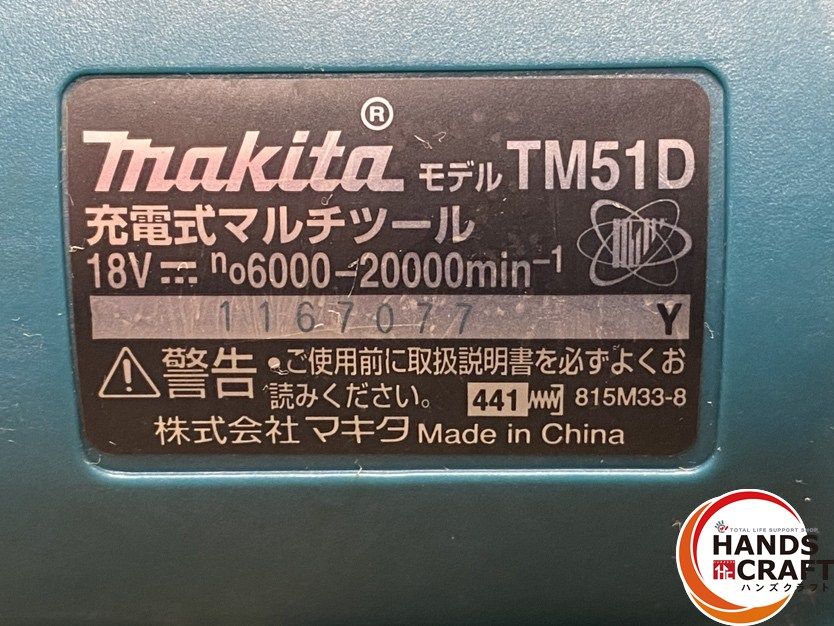 makita® モデル TM51D
充電式マルチツール
18V⎓ n₀6000–20000min⁻¹
1167077 Y
⚠警告 ●ご使用前に取扱説明書を必ずよくお
読みください。 441 815M33-8
株式会社 マキタ Made in China
TOTAL LIFE SUPPORT SHOP
HANDS
CRAFT
ハンズクラフト